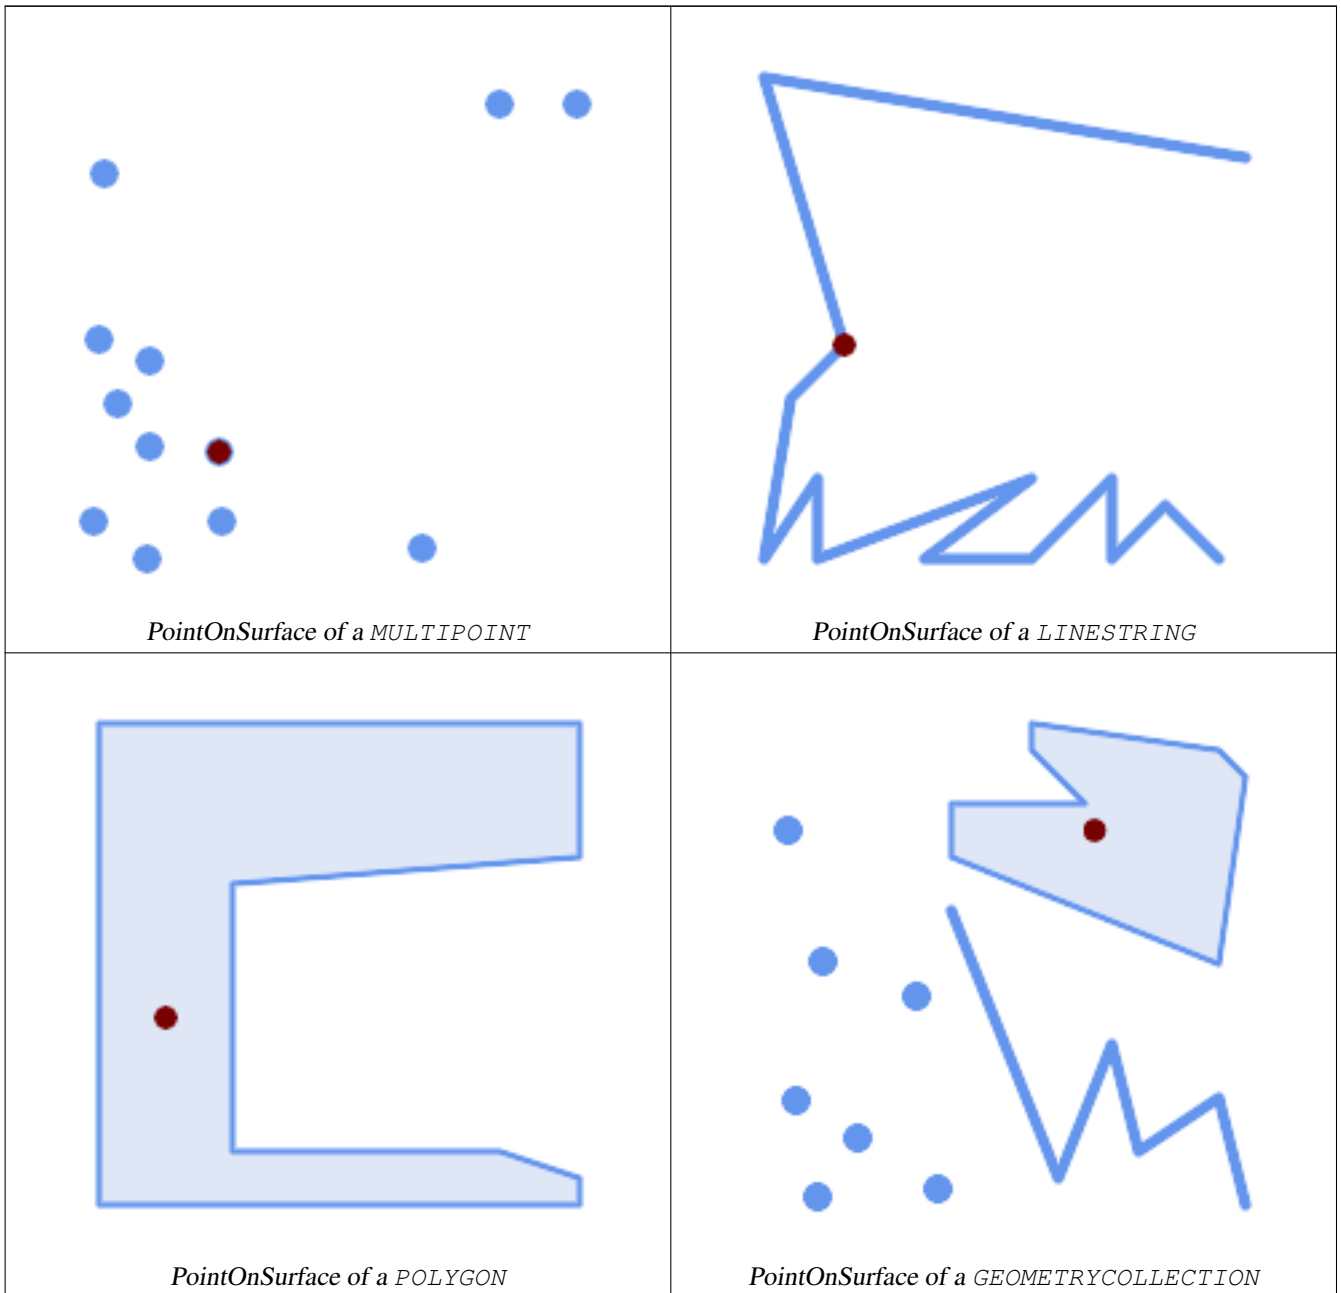 PointOnSurface of a MULTIPOINT
PointOnSurface of a LINESTRING
PointOnSurface of a POLYGON
PointOnSurface of a GEOMETRYCOLLECTION